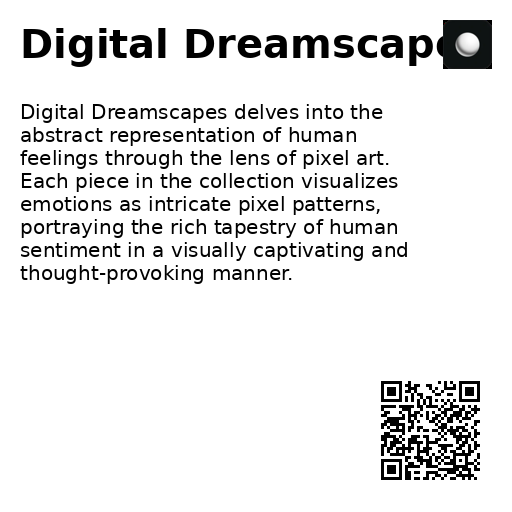 Digital Dreamscape
Digital Dreamscapes delves into the
abstract representation of human
feelings through the lens of pixel art.
Each piece in the collection visualizes
emotions as intricate pixel patterns,
portraying the rich tapestry of human
sentiment in a visually captivating and
thought-provoking manner.